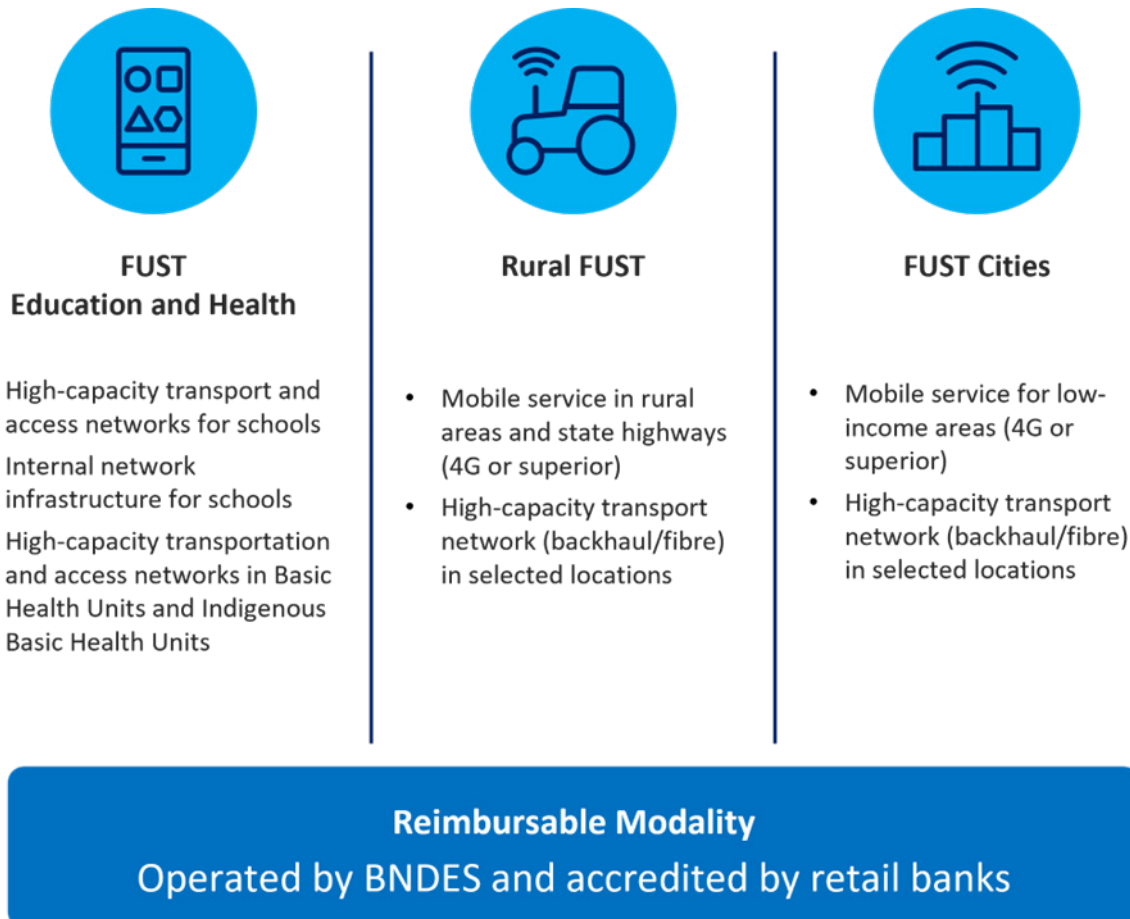 FUST
Education and Health
High-capacity transport and
access networks for schools
Internal network
infrastructure for schools
High-capacity transportation
and access networks in Basic
Health Units and Indigenous
Basic Health Units
Rural FUST
• Mobile service in rural
areas and state highways
(4G or superior)
• High-capacity transport
network (backhaul/fibre)
in selected locations
FUST Cities
• Mobile service for low-
income areas (4G or
superior)
• High-capacity transport
network (backhaul/fibre)
in selected locations
Reimbursable Modality
Operated by BNDES and accredited by retail banks